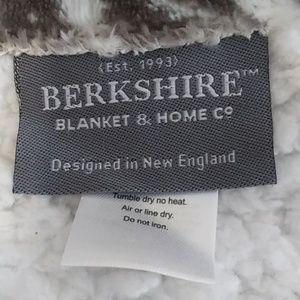 (Est. 1993)
BERKSHIRE™
BLANKET & HOME Cº
Designed in New England
Tumble dry no heat.
Air or line dry.
Do not iron.